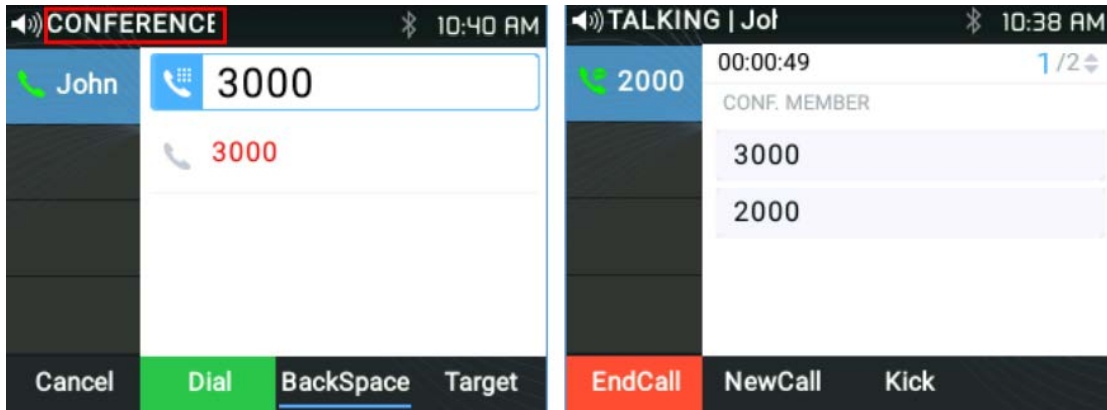 CONFERENCE
10:40 AM
John
3000
3000
Cancel Dial BackSpace Target
TALKING | Joh
10:38 AM
2000
00:00:49
1/2
CONF. MEMBER
3000
2000
EndCall NewCall Kick